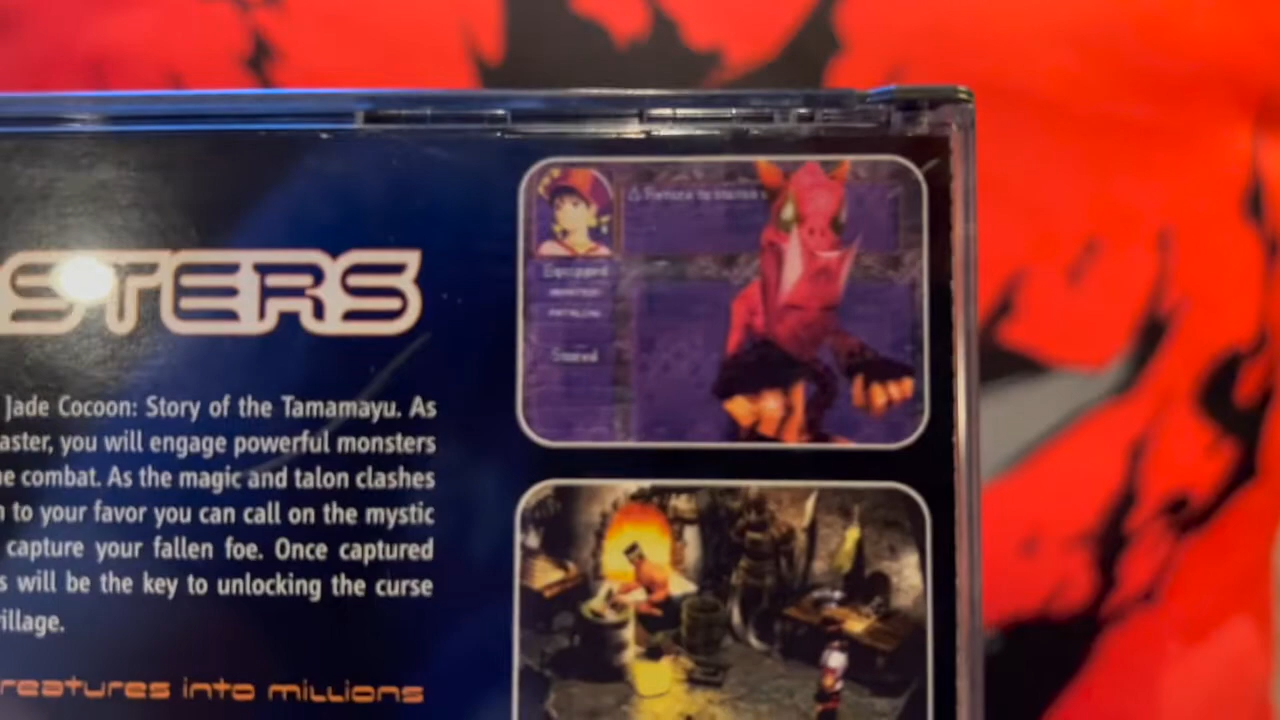 STERS
Jade Cocoon: Story of the Tamamayu. As
aster, you will engage powerful monsters
e combat. As the magic and talon clashes
n to your favor you can call on the mystic
capture your fallen foe. Once captured
s will be the key to unlocking the curse
illage.
reatures into millions
Equipped
Stored